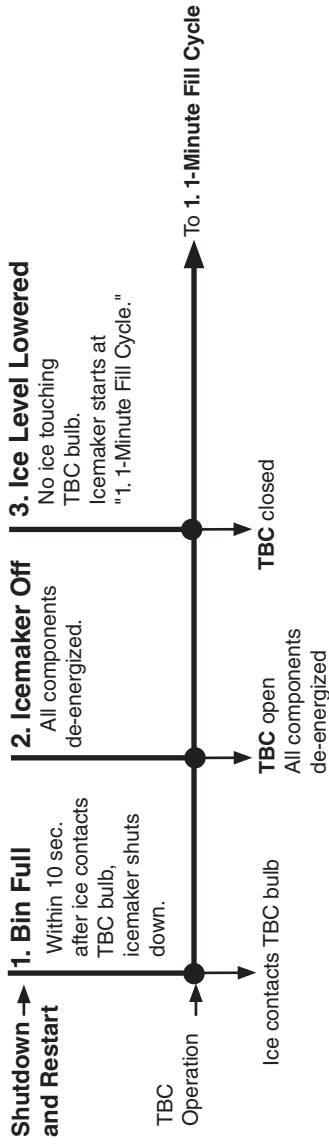 Shutdown
and Restart
1. Bin Full
Within 10 sec.
after ice contacts
TBC bulb,
icemaker shuts
down.
2. Icemaker Off
All components
de-energized.
3. Ice Level Lowered
No ice touching
TBC bulb.
Icemaker starts at
"1. 1-Minute Fill Cycle."
TBC
Operation
To 1. 1-Minute Fill Cycle
Ice contacts TBC bulb
TBC open
All components
de-energized
TBC closed